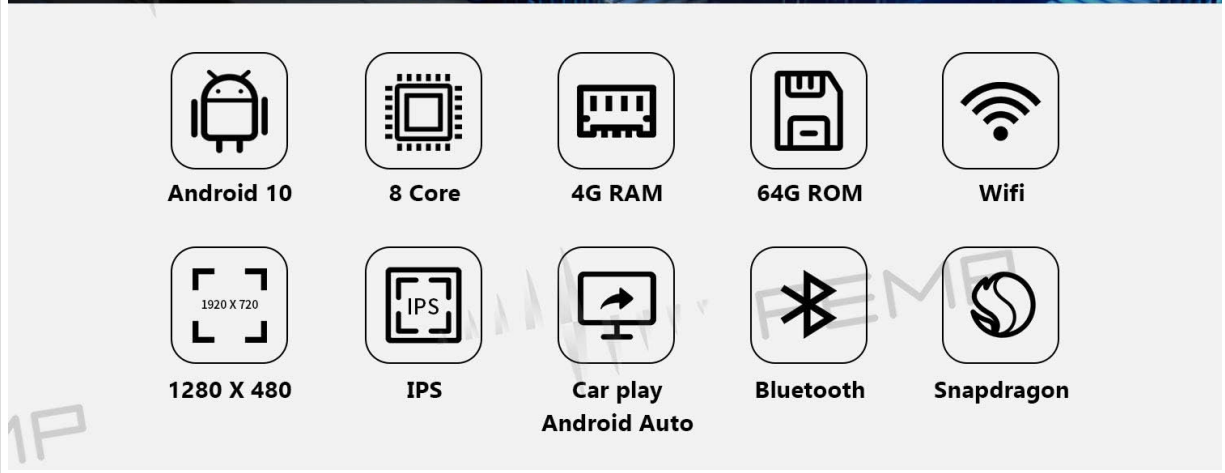 Android 10
8 Core
4G RAM
64G ROM
Wifi
1920 X 720
IPS
1280 X 480
IPS
Car play
Android Auto
Bluetooth
Snapdragon